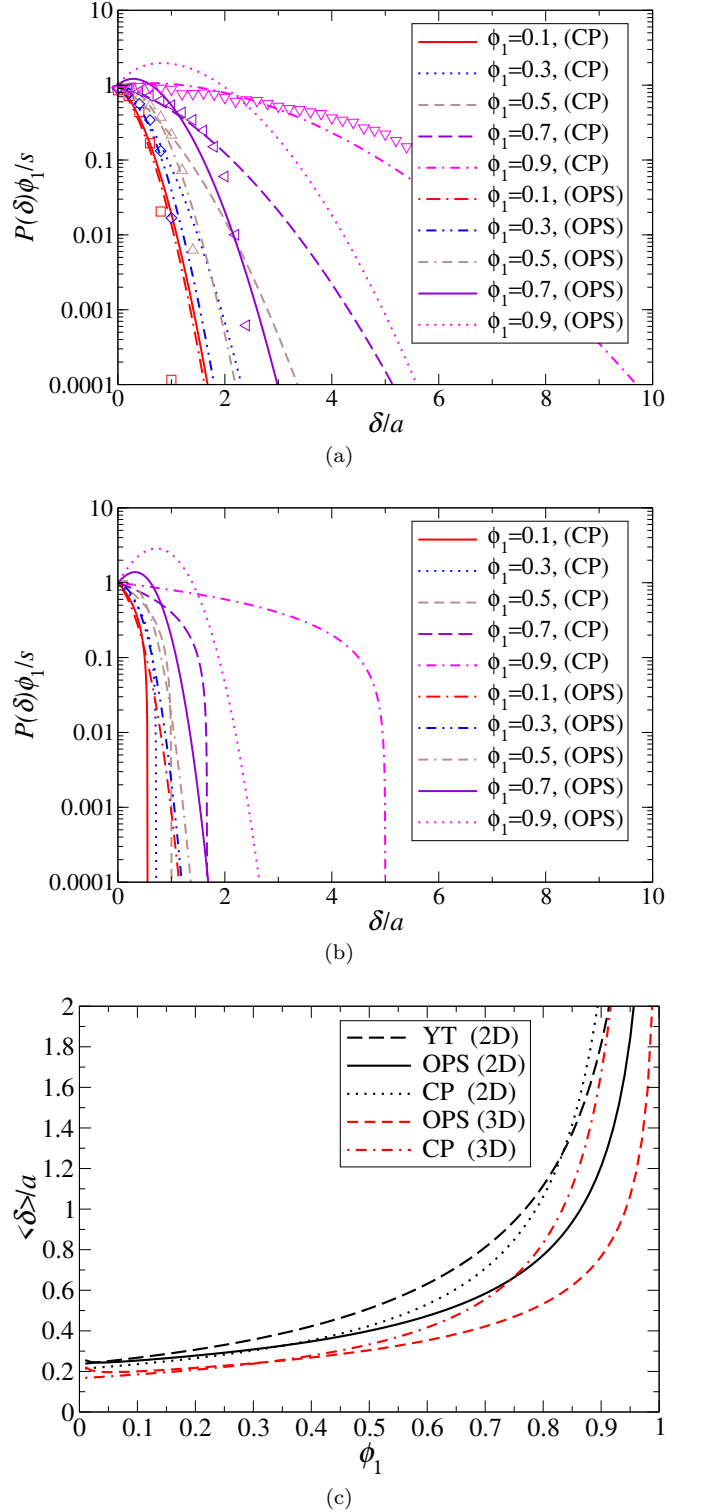 10
1
0.1
0.01
0.001
0.0001
P(δ)ϕ₁/s
ϕ₁=0.1, (CP)
ϕ₁=0.3, (CP)
ϕ₁=0.5, (CP)
ϕ₁=0.7, (CP)
ϕ₁=0.9, (CP)
ϕ₁=0.1, (OPS)
ϕ₁=0.3, (OPS)
ϕ₁=0.5, (OPS)
ϕ₁=0.7, (OPS)
ϕ₁=0.9, (OPS)
0 2 4 6 8 10
δ/a
(a)
10
1
0.1
0.01
0.001
0.0001
P(δ)ϕ₁/s
ϕ₁=0.1, (CP)
ϕ₁=0.3, (CP)
ϕ₁=0.5, (CP)
ϕ₁=0.7, (CP)
ϕ₁=0.9, (CP)
ϕ₁=0.1, (OPS)
ϕ₁=0.3, (OPS)
ϕ₁=0.5, (OPS)
ϕ₁=0.7, (OPS)
ϕ₁=0.9, (OPS)
0 2 4 6 8 10
δ/a
(b)
2
1.8
1.6
1.4
1.2
1
0.8
0.6
0.4
0.2
0
<δ>/a
YT (2D)
OPS (2D)
CP (2D)
OPS (3D)
CP (3D)
0 0.1 0.2 0.3 0.4 0.5 0.6 0.7 0.8 0.9 1
ϕ₁
(c)